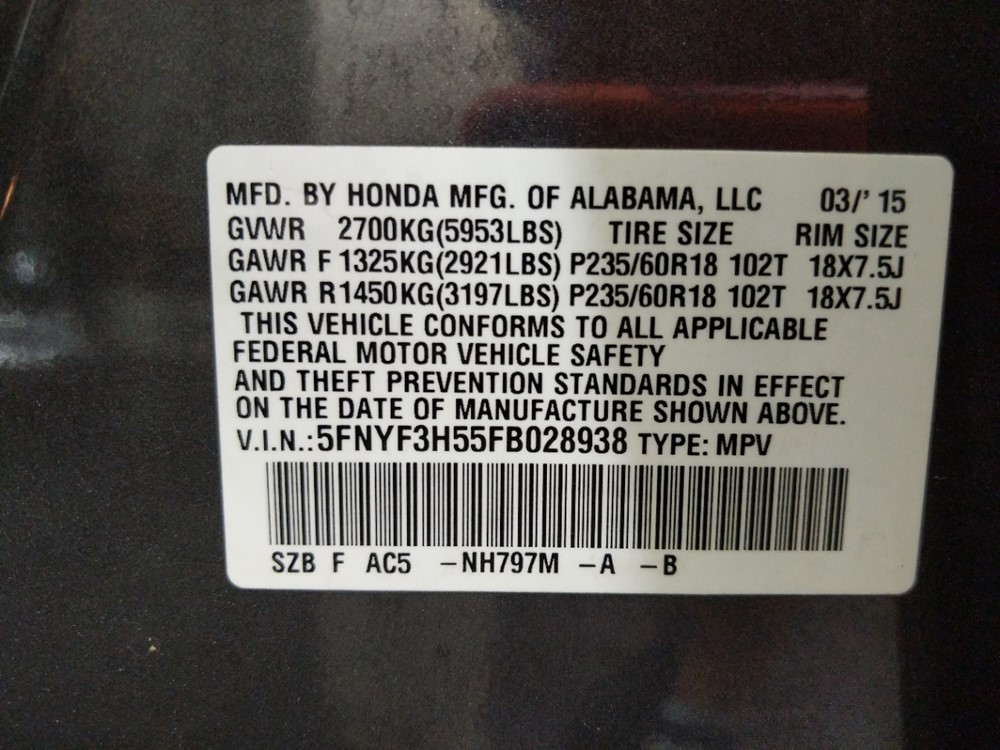 MFD. BY HONDA MFG. OF ALABAMA, LLC 03/' 15
GVWR 2700KG(5953LBS) TIRE SIZE RIM SIZE
GAWR F 1325KG(2921LBS) P235/60R18 102T 18X7.5J
GAWR R1450KG(3197LBS) P235/60R18 102T 18X7.5J
THIS VEHICLE CONFORMS TO ALL APPLICABLE
FEDERAL MOTOR VEHICLE SAFETY
AND THEFT PREVENTION STANDARDS IN EFFECT
ON THE DATE OF MANUFACTURE SHOWN ABOVE.
V.I.N.:5FNYF3H55FB028938 TYPE: MPV
SZB F AC5 –NH797M –A –B